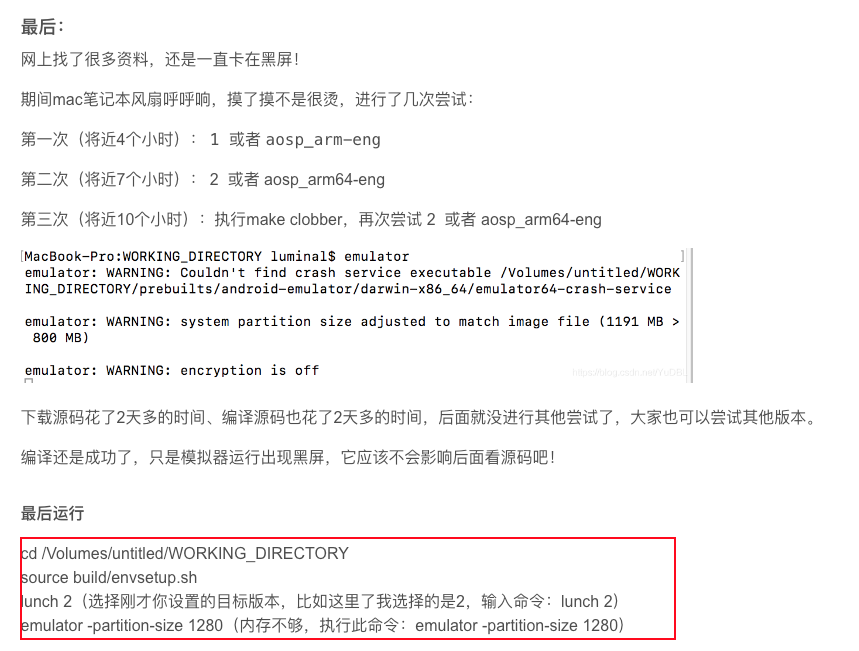 最后：
网上找了很多资料，还是一直卡在黑屏！
期间mac笔记本风扇呼呼响，摸了摸不是很烫，进行了几次尝试：
第一次（将近4个小时）： 1 或者 aosp_arm-eng
第二次（将近7个小时）： 2 或者 aosp_arm64-eng
第三次（将近10个小时）：执行make clobber，再次尝试 2 或者 aosp_arm64-eng
[MacBook-Pro:WORKING_DIRECTORY luminal$ emulator ]
emulator: WARNING: Couldn't find crash service executable /Volumes/untitled/WORK
ING_DIRECTORY/prebuilts/android-emulator/darwin-x86_64/emulator64-crash-service
emulator: WARNING: system partition size adjusted to match image file (1191 MB >
800 MB)
emulator: WARNING: encryption is off
下载源码花了2天多的时间、编译源码也花了2天多的时间，后面就没进行其他尝试了，大家也可以尝试其他版本。
编译还是成功了，只是模拟器运行出现黑屏，它应该不会影响后面看源码吧！
最后运行
cd /Volumes/untitled/WORKING_DIRECTORY
source build/envsetup.sh
lunch 2（选择刚才你设置的目标版本，比如这里了我选择的是2，输入命令：lunch 2）
emulator -partition-size 1280（内存不够，执行此命令：emulator -partition-size 1280）